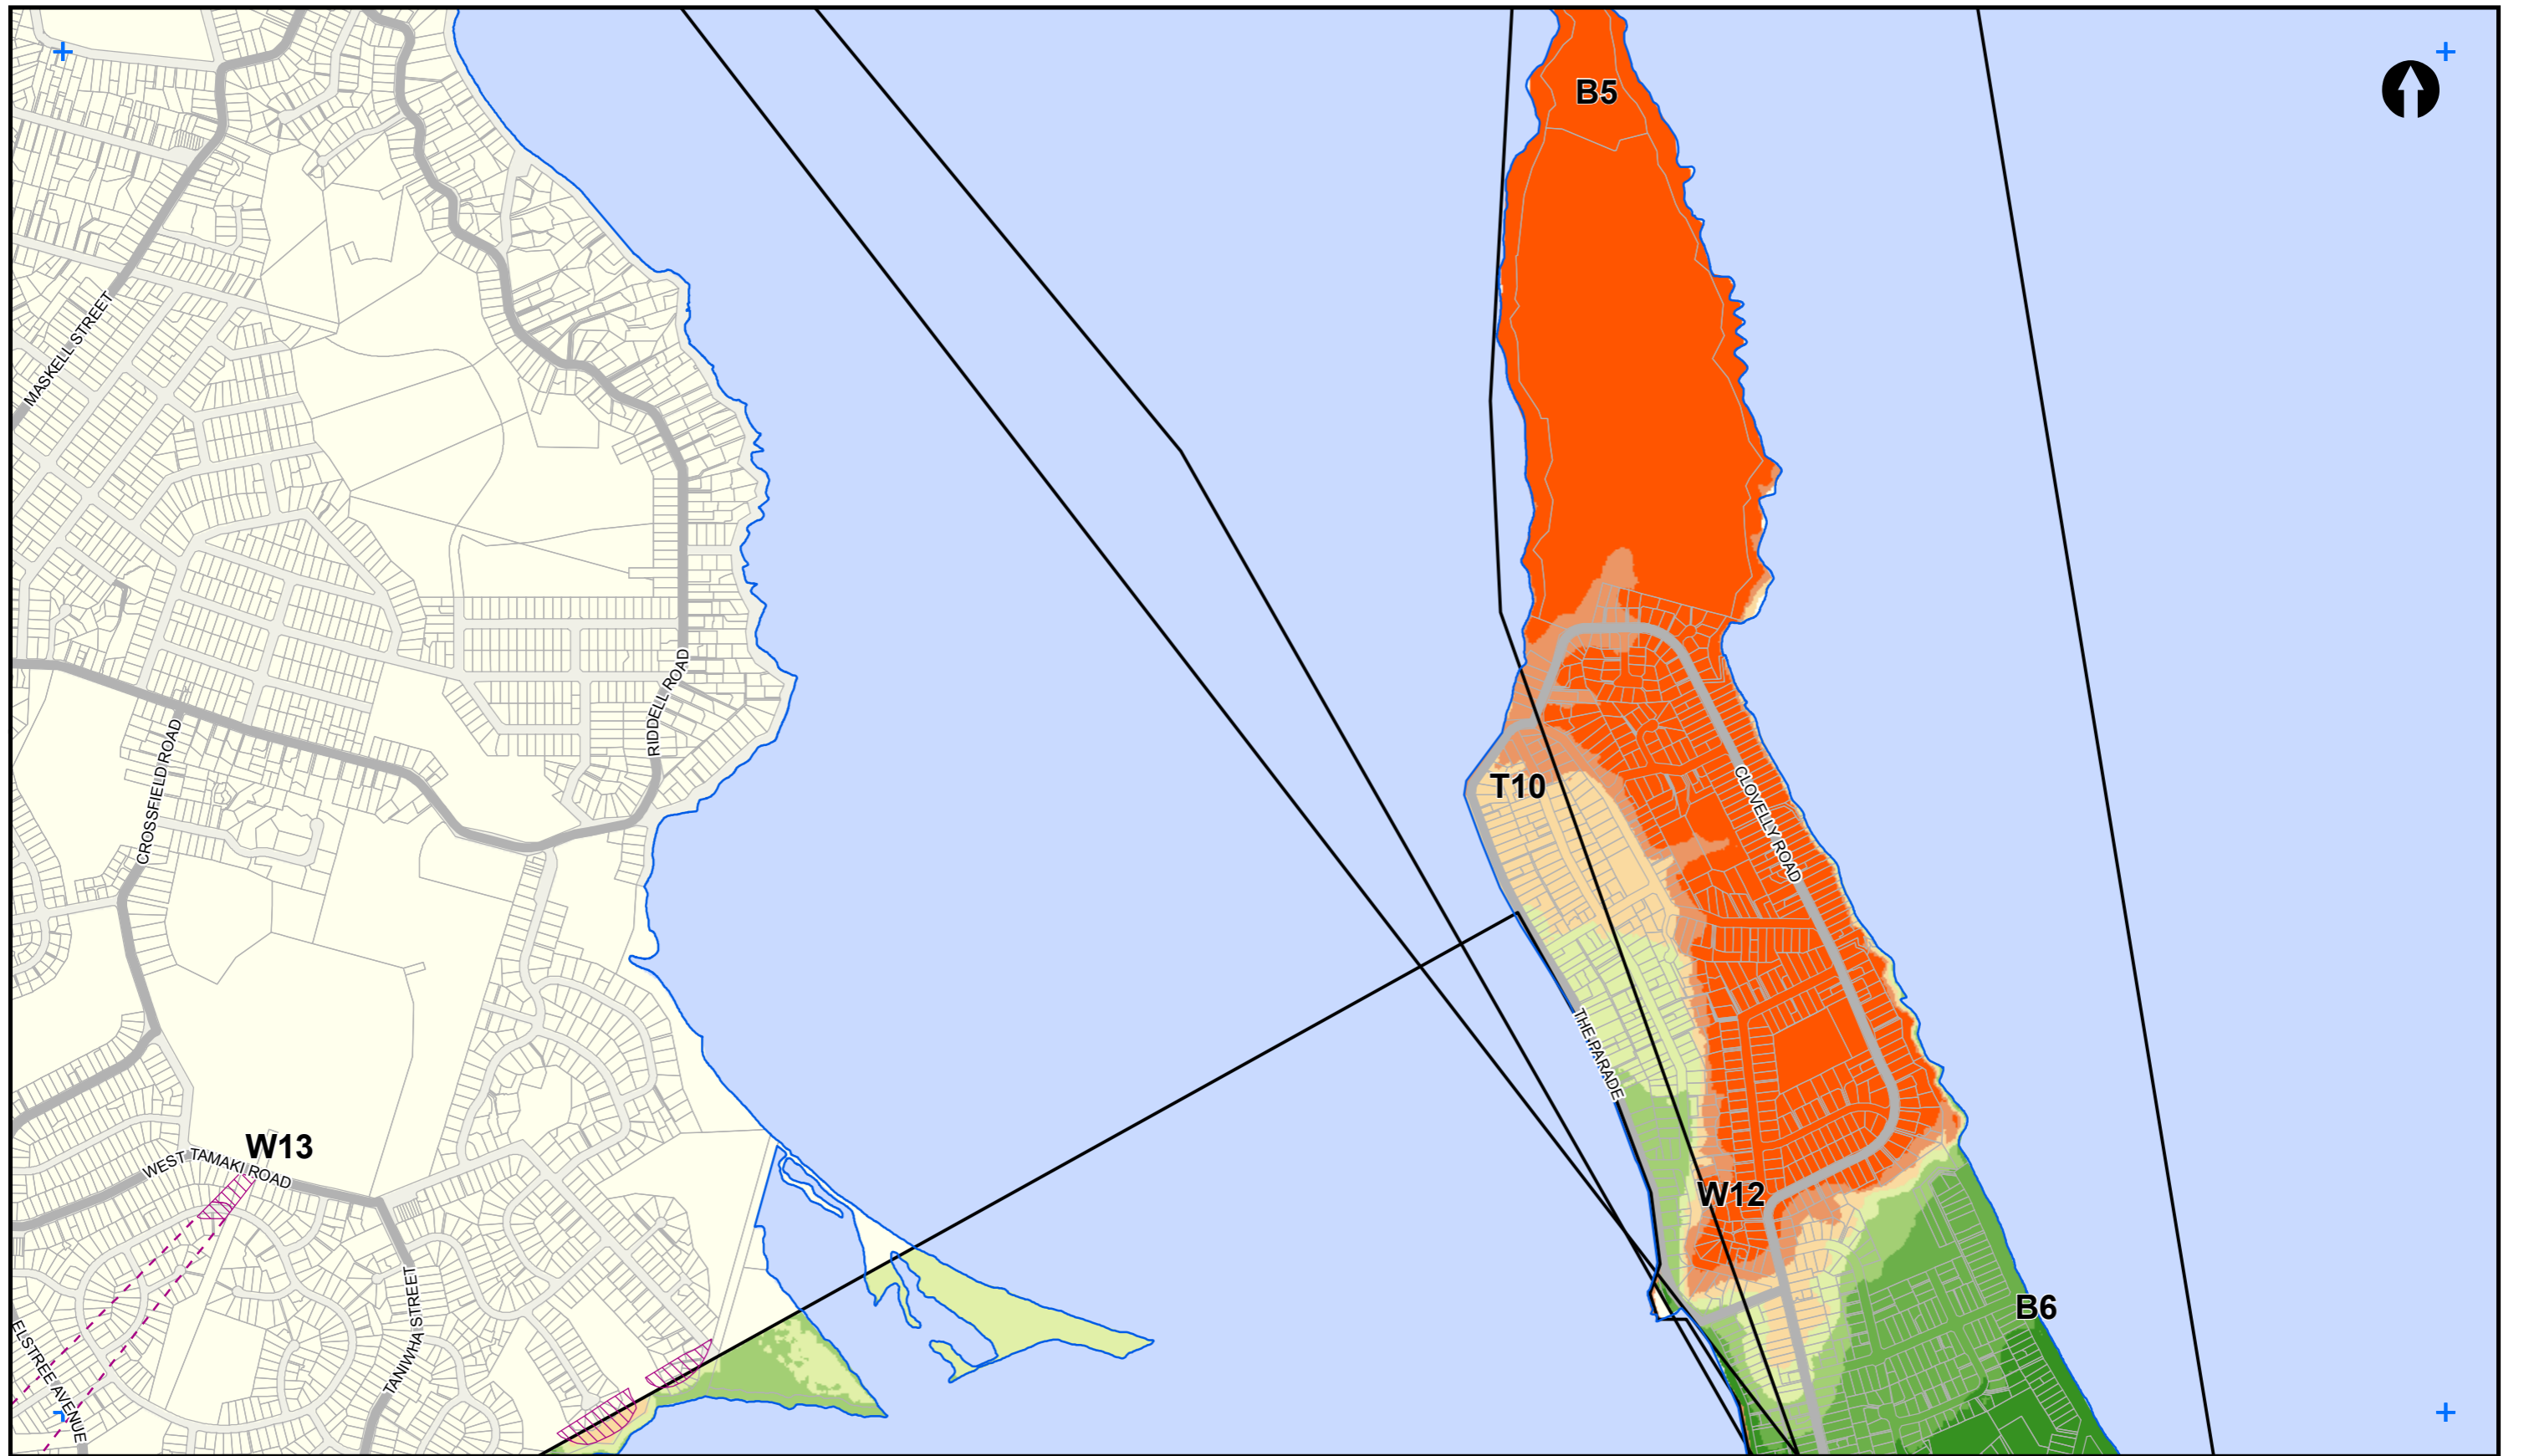 B5
MASKELL STREET
RIDDELL ROAD
CROSSFIELD ROAD
T10
CLOVELLY ROAD
THE PARADE
W13
WEST TAMAKI ROAD
W12
TANIWHA STREET
ELSTREE AVENUE
B6